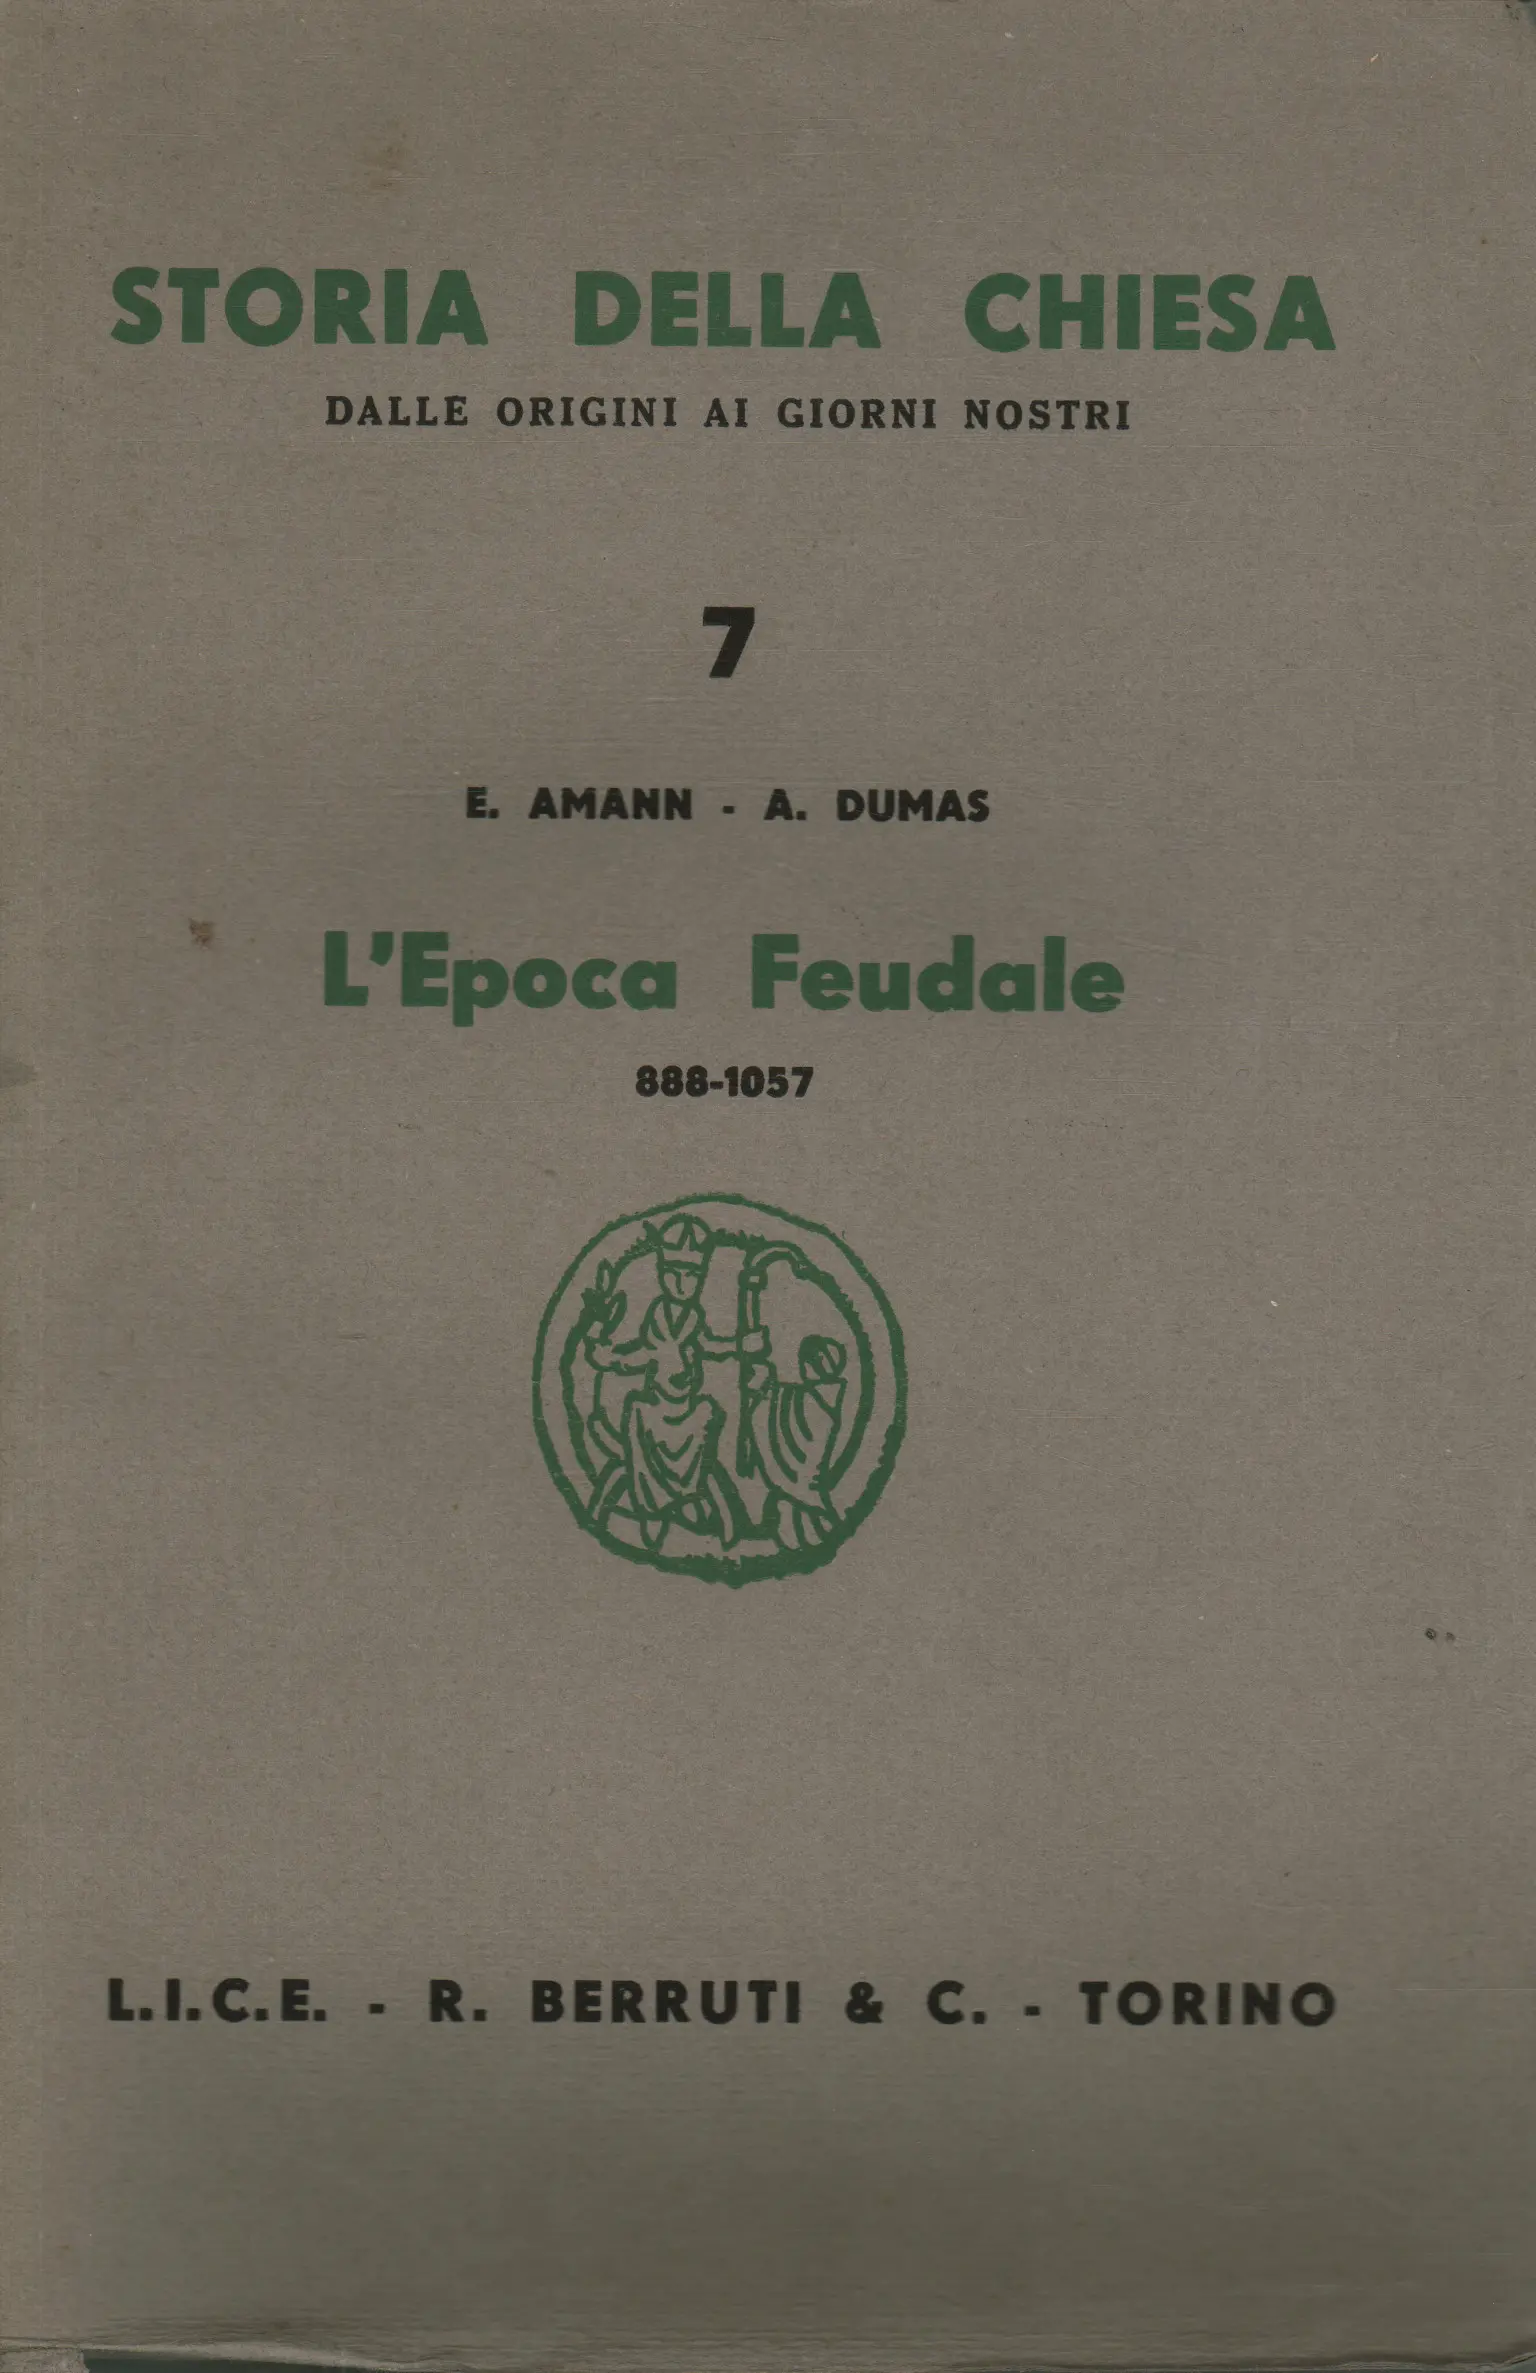 STORIA DELLA CHIESA
DALLE ORIGINI AI GIORNI NOSTRI
7
E. AMANN - A. DUMAS
L'Epoca Feudale
888-1057
L.I.C.E. - R. BERRUTI & C. - TORINO